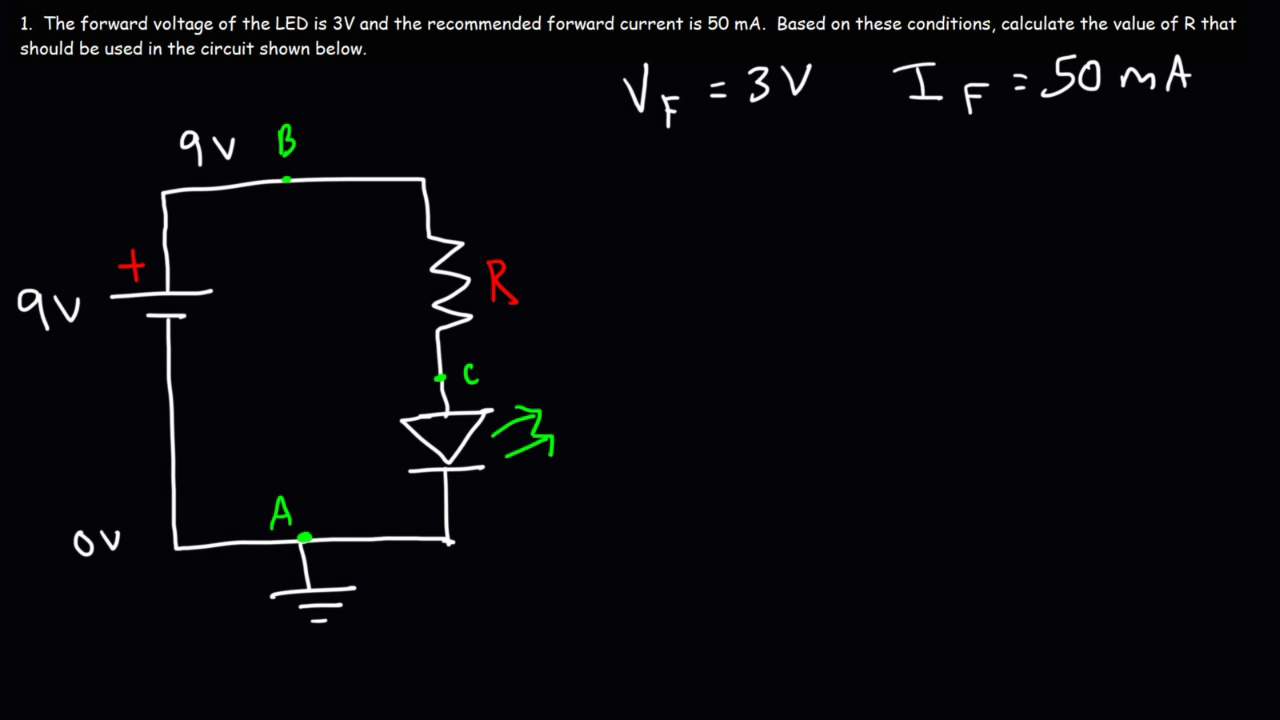 1. The forward voltage of the LED is 3V and the recommended forward current is 50 mA. Based on these conditions, calculate the value of R that
should be used in the circuit shown below.
V_F = 3V I_F = 50 mA
9V B
+
R
9V
C
A
0V